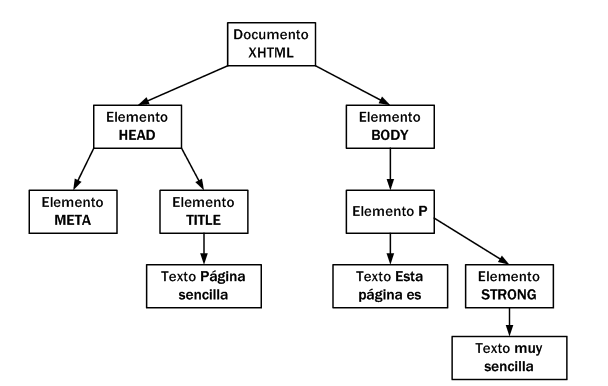 Documento
XHTML
Elemento
HEAD
Elemento
BODY
Elemento
META
Elemento
TITLE
Elemento P
Texto Página
sencilla
Texto Esta
página es
Elemento
STRONG
Texto muy
sencilla